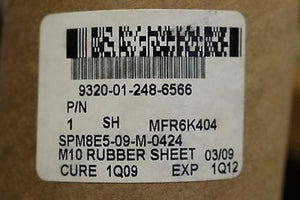 9320-01-248-6566
P/N
1 SH MFR6K404
SPM8E5-09-M-0424
M10 RUBBER SHEET 03/09
CURE 1Q09 EXP 1Q12